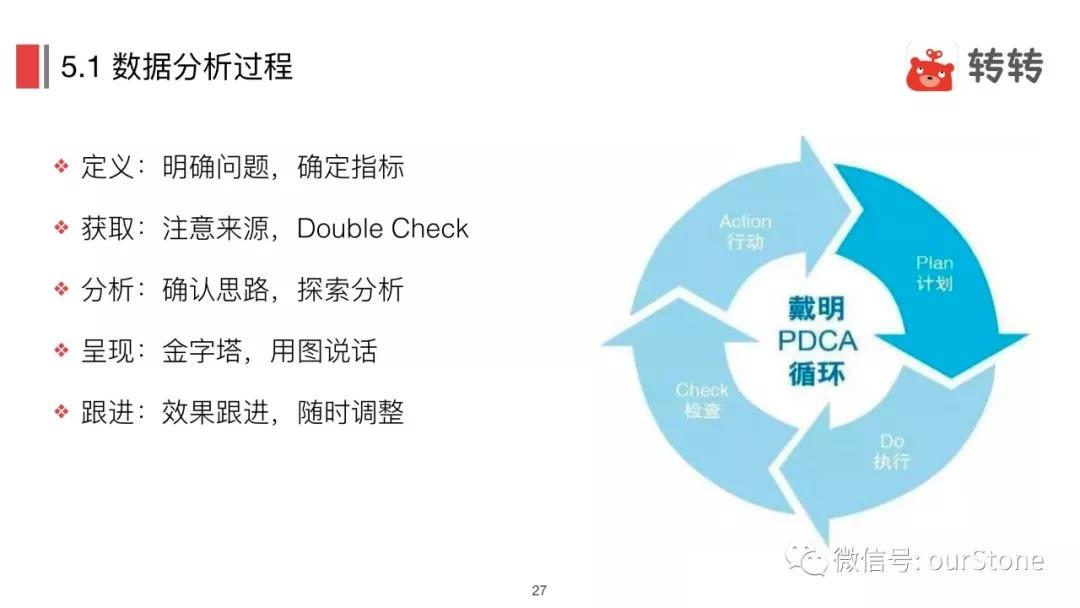 5.1 数据分析过程
转转
定义：明确问题，确定指标
获取：注意来源，Double Check
分析：确认思路，探索分析
呈现：金字塔，用图说话
跟进：效果跟进，随时调整
Action
行动
Plan
计划
戴明
PDCA
循环
Check
检查
Do
执行
微信号: ourStone
27